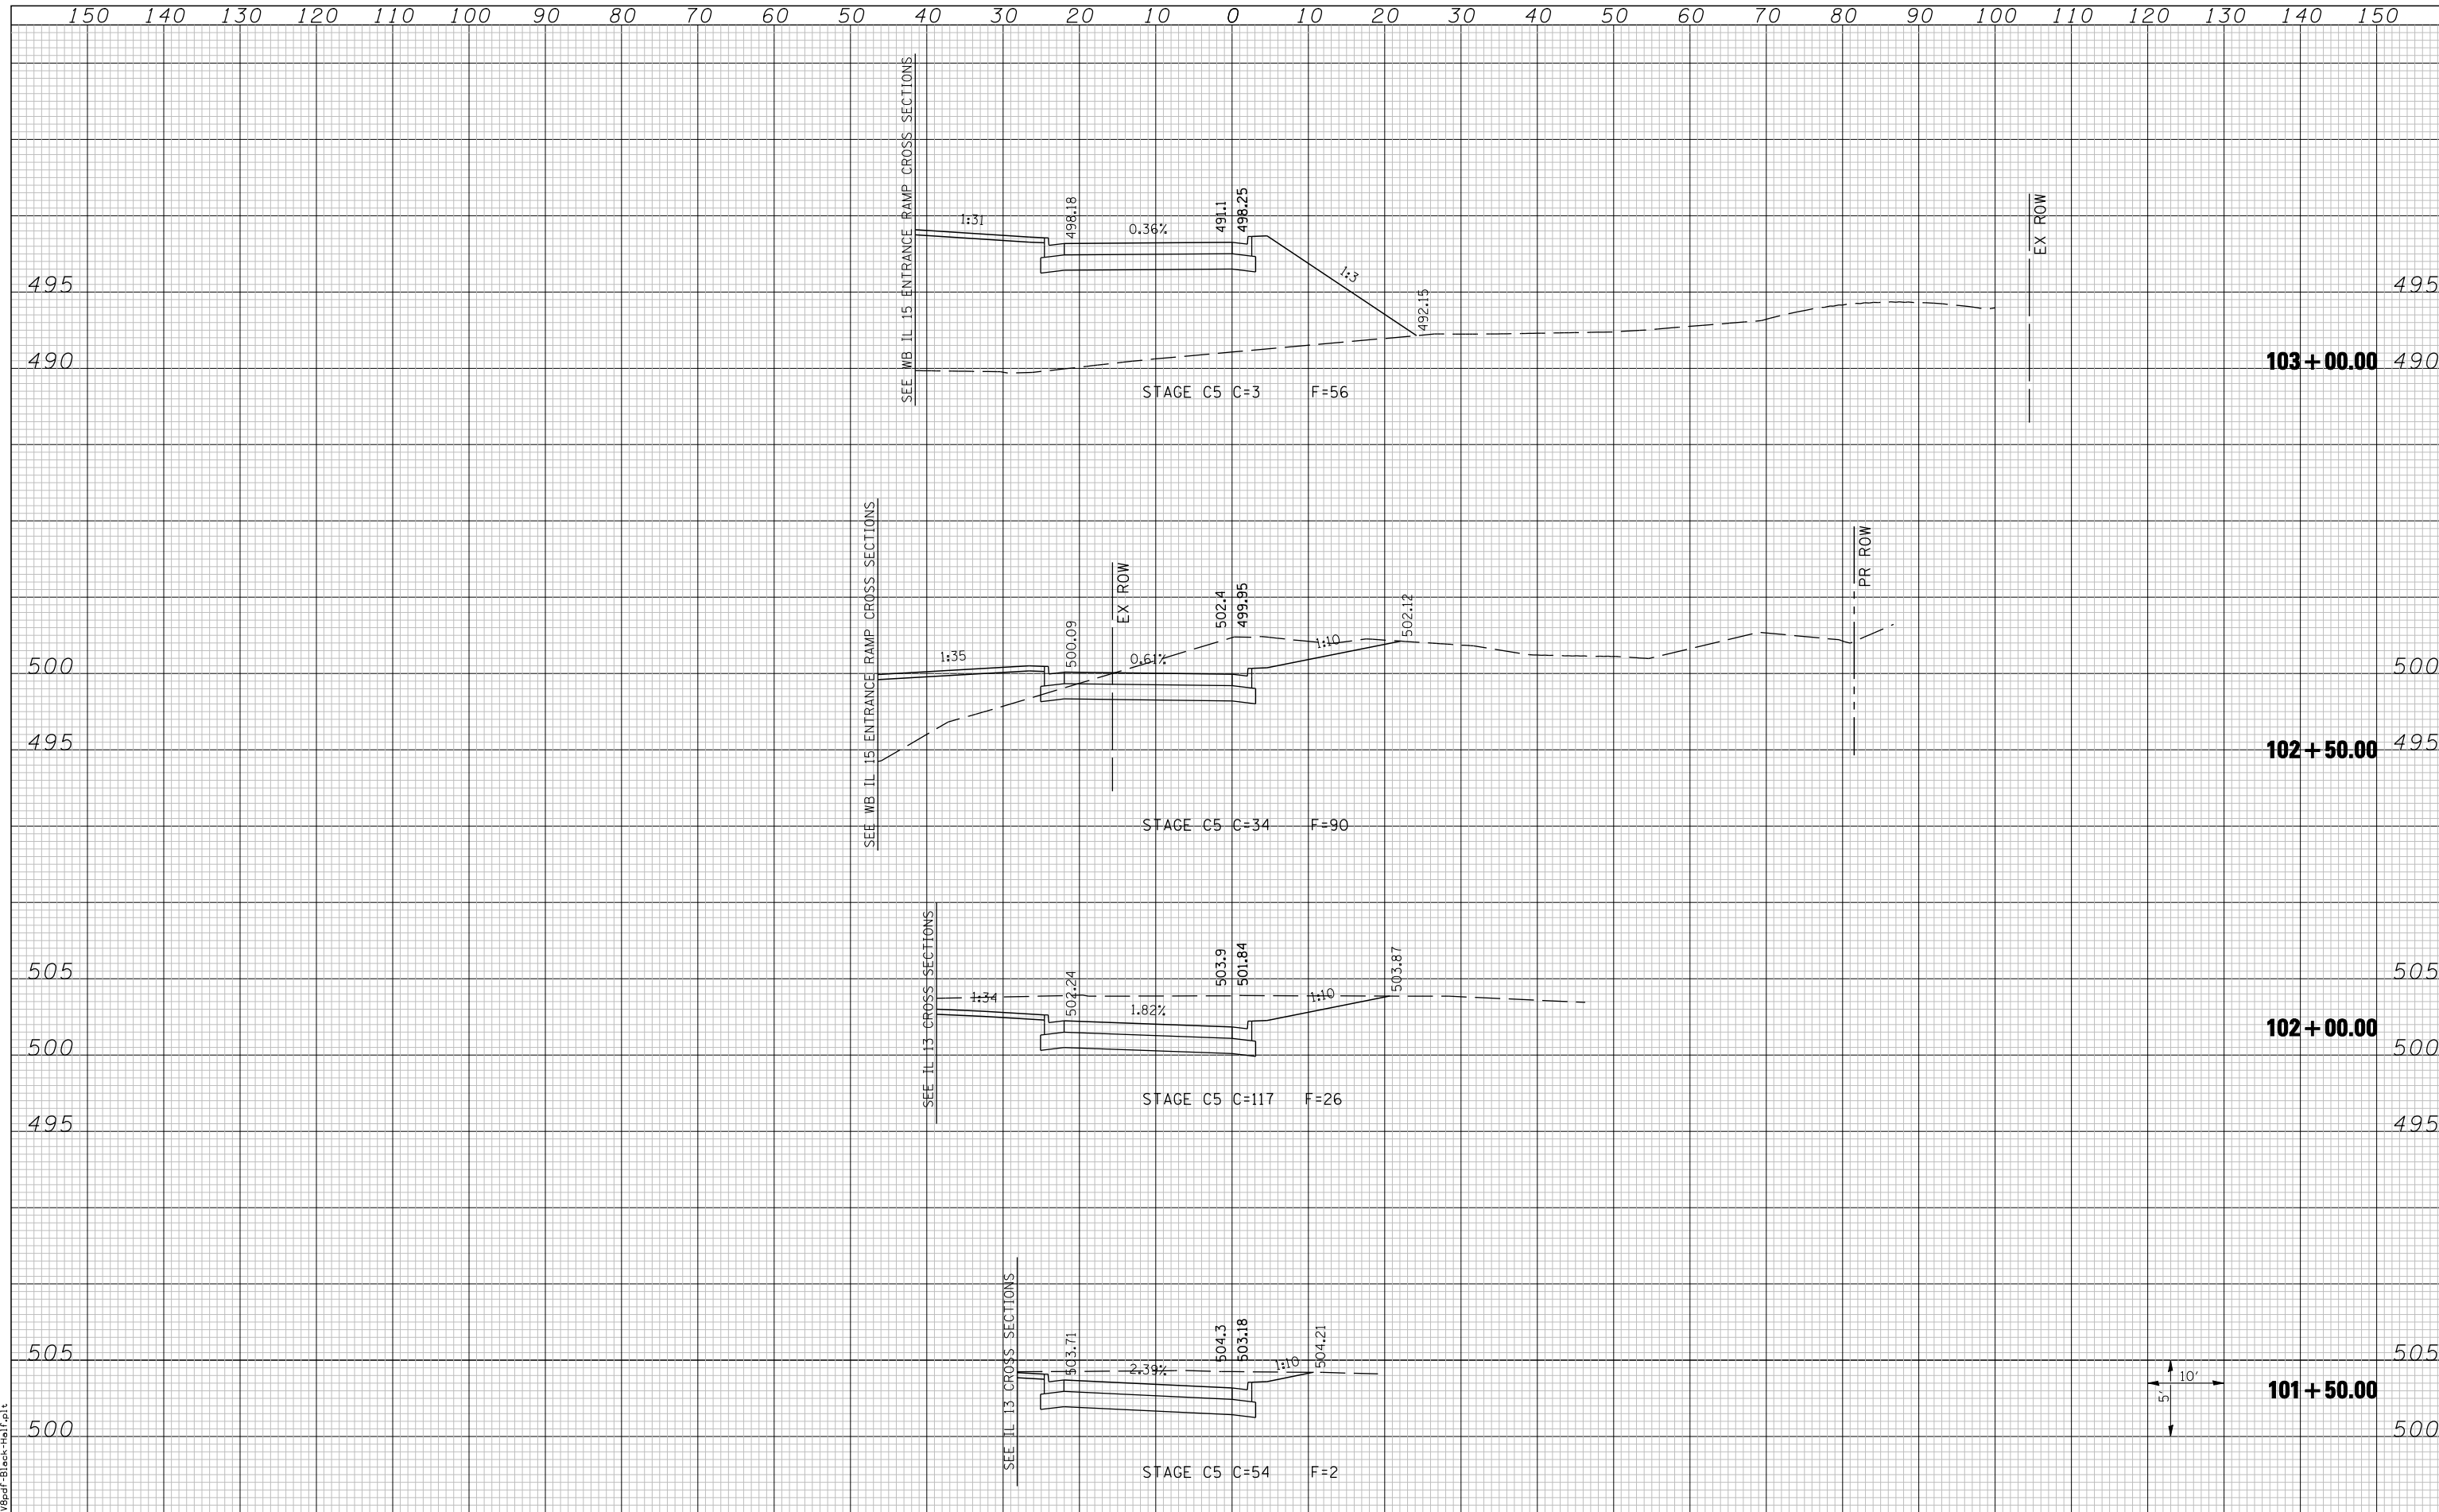 150 140 130 120 110 100 90 80 70 60 50 40 30 20 10 0 10 20 30 40 50 60 70 80 90 100 110 120 130 140 150
SEE WB IL 15 ENTRANCE RAMP CROSS SECTIONS
1:31
498.18
0.36%
491.1
498.25
1:3
492.15
EX ROW
495 495
490 103+00.00 490
STAGE C5 C=3 F=56
SEE WB IL 15 ENTRANCE RAMP CROSS SECTIONS
1:35
500.09
EX ROW
0.61%
502.4
499.95
1:10
502.12
PR ROW
500 500
495 102+50.00 495
STAGE C5 C=34 F=90
SEE IL 13 CROSS SECTIONS
1:34
502.24
1.82%
503.9
501.84
1:10
503.87
505 505
102+00.00
500 500
STAGE C5 C=117 F=26
495 495
SEE IL 13 CROSS SECTIONS
503.71
2.39%
504.3
503.18
1:10
504.21
505 505
10'
5'
101+50.00
500 500
STAGE C5 C=54 F=2
V8pdf-Black-Half.plt